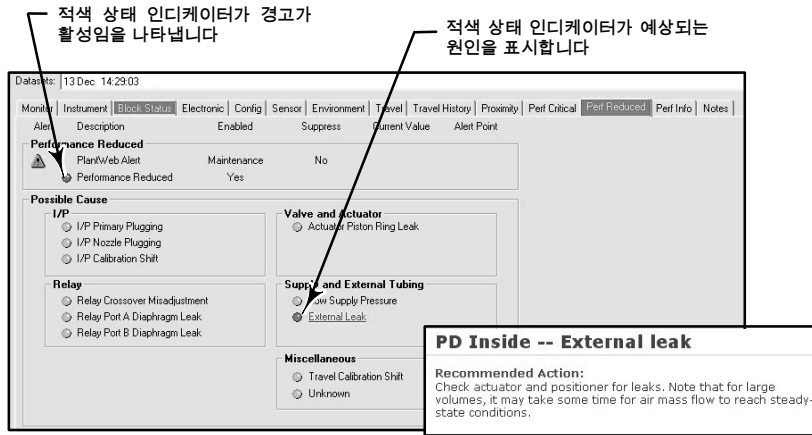 적색 상태 인디케이터가 경고가
활성임을 나타냅니다
적색 상태 인디케이터가 예상되는
원인을 표시합니다
Datasets: 13 Dec 14:29:03
Monitor Instrument Block Status Electronic Config Sensor Environment Travel Travel History Proximity Perf Critical Perf Reduced Perf Info Notes
Alert Description Enabled Suppress Current Value Alert Point
Performance Reduced
PlantWeb Alert Maintenance No
Performance Reduced Yes
Possible Cause
I/P
I/P Primary Plugging
I/P Nozzle Plugging
I/P Calibration Shift
Valve and Actuator
Actuator Piston Ring Leak
Relay
Relay Crossover Misadjustment
Relay Port A Diaphragm Leak
Relay Port B Diaphragm Leak
Supply and External Tubing
Low Supply Pressure
External Leak
Miscellaneous
Travel Calibration Shift
Unknown
PD Inside -- External leak
Recommended Action:
Check actuator and positioner for leaks. Note that for large
volumes, it may take some time for air mass flow to reach steady-
state conditions.